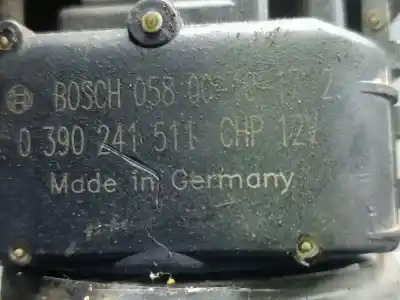 BOSCH 058
0 390 241 511 CHP 12V
Made in Germany